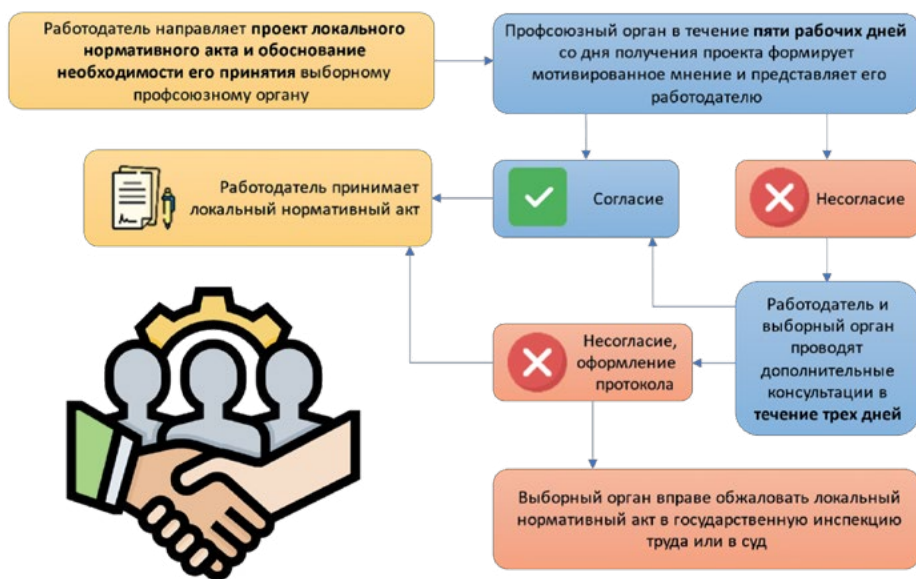 Работодатель направляет проект локального
нормативного акта и обоснование
необходимости его принятия выборному
профсоюзному органу
Профсоюзный орган в течение пяти рабочих дней
со дня получения проекта формирует
мотивированное мнение и представляет его
работодателю
Работодатель принимает
локальный нормативный акт
Согласие
Несогласие
Работодатель и
выборный орган
проводят
дополнительные
консультации в
течение трех дней
Несогласие,
оформление
протокола
Выборный орган вправе обжаловать локальный
нормативный акт в государственную инспекцию
труда или в суд